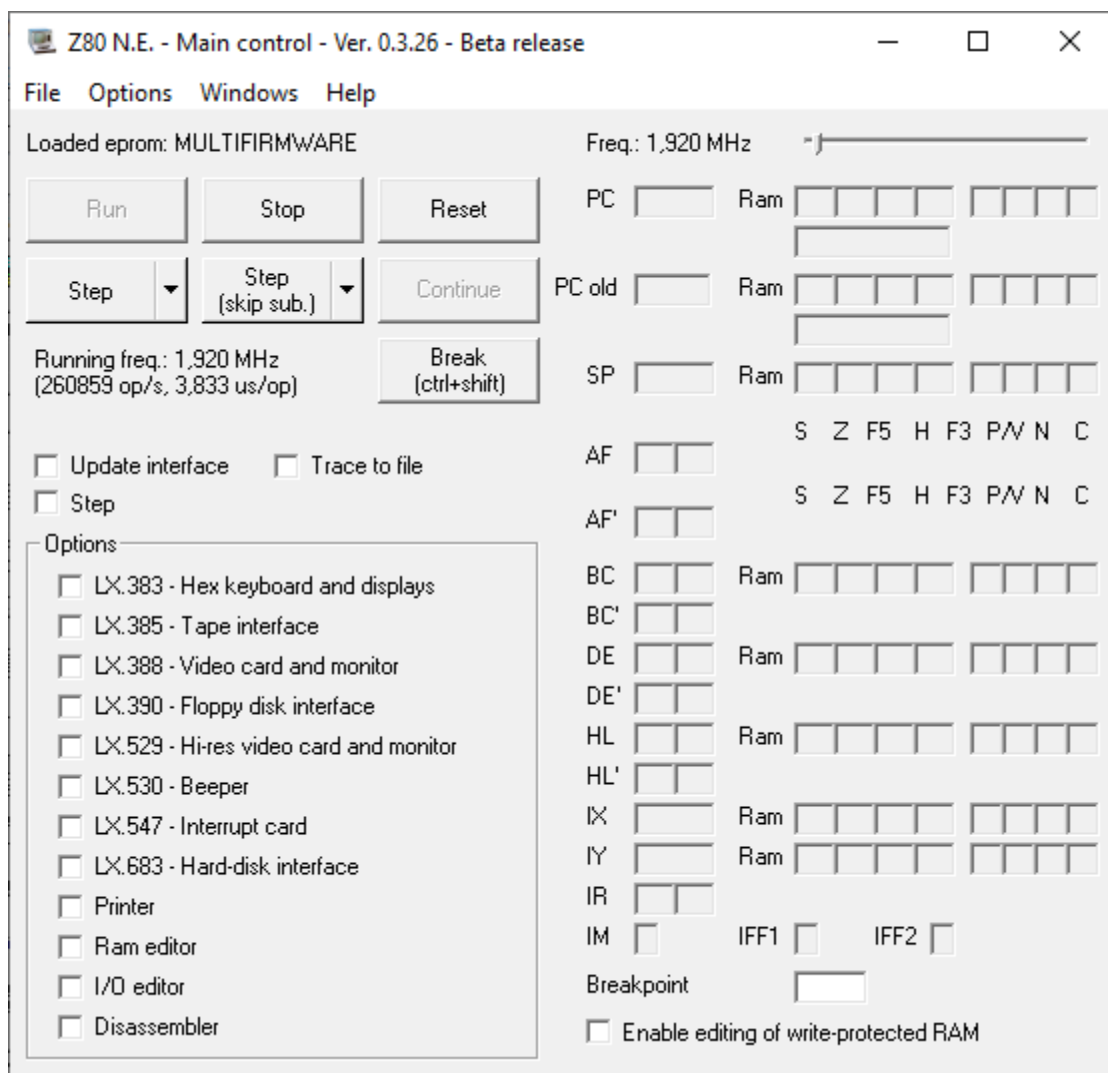 Z80 N.E. - Main control - Ver. 0.3.26 - Beta release
File Options Windows Help
Loaded eprom: MULTIFIRMWARE
Freq.: 1,920 MHz
Run Stop Reset
PC Ram
Step Step (skip sub.) Continue
PC old Ram
Running freq.: 1,920 MHz
(260859 op/s, 3,833 us/op)
Break
(ctrl+shift)
SP Ram
S Z F5 H F3 P/V N C
AF
Update interface Trace to file
Step
S Z F5 H F3 P/V N C
AF'
Options
LX.383 - Hex keyboard and displays
LX.385 - Tape interface
LX.388 - Video card and monitor
LX.390 - Floppy disk interface
LX.529 - Hi-res video card and monitor
LX.530 - Beeper
LX.547 - Interrupt card
LX.683 - Hard-disk interface
Printer
Ram editor
I/O editor
Disassembler
BC Ram
BC'
DE Ram
DE'
HL Ram
HL'
IX Ram
IY Ram
IR
IM IFF1 IFF2
Breakpoint
Enable editing of write-protected RAM